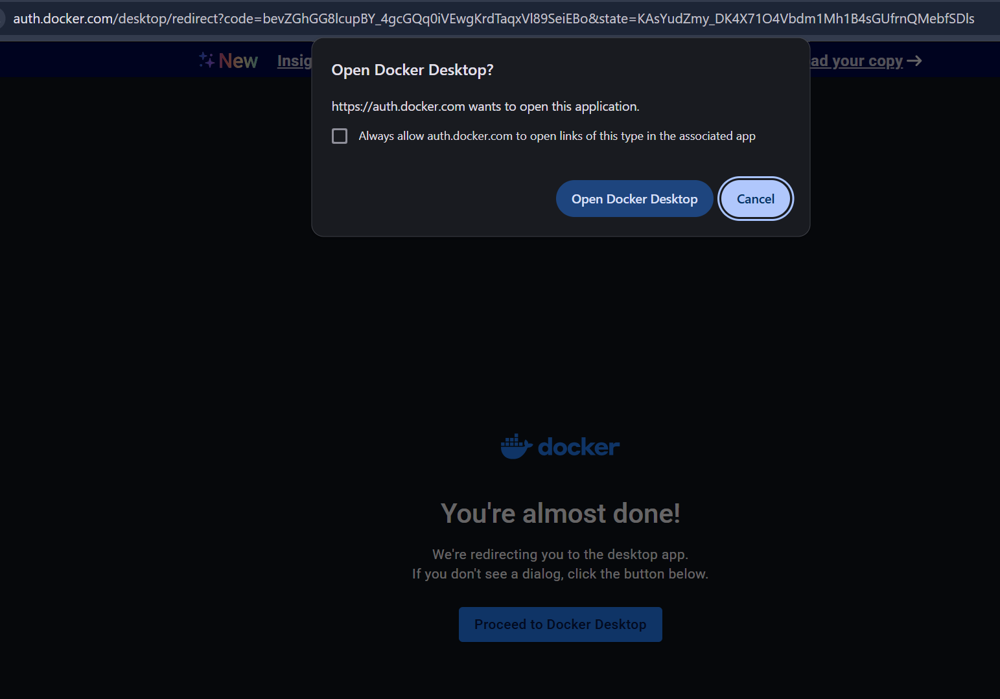 auth.docker.com/desktop/redirect?code=bevZGhGG8lcupBY_4gcGQq0iVEwgKrdTaqxVl89SeiEBo&state=KAsYudZmy_DK4X71O4Vbdm1Mh1B4sGUfrnQMebfSDls
New Insig ad your copy →
Open Docker Desktop?
https://auth.docker.com wants to open this application.
Always allow auth.docker.com to open links of this type in the associated app
Open Docker Desktop Cancel
docker
You're almost done!
We're redirecting you to the desktop app.
If you don't see a dialog, click the button below.
Proceed to Docker Desktop